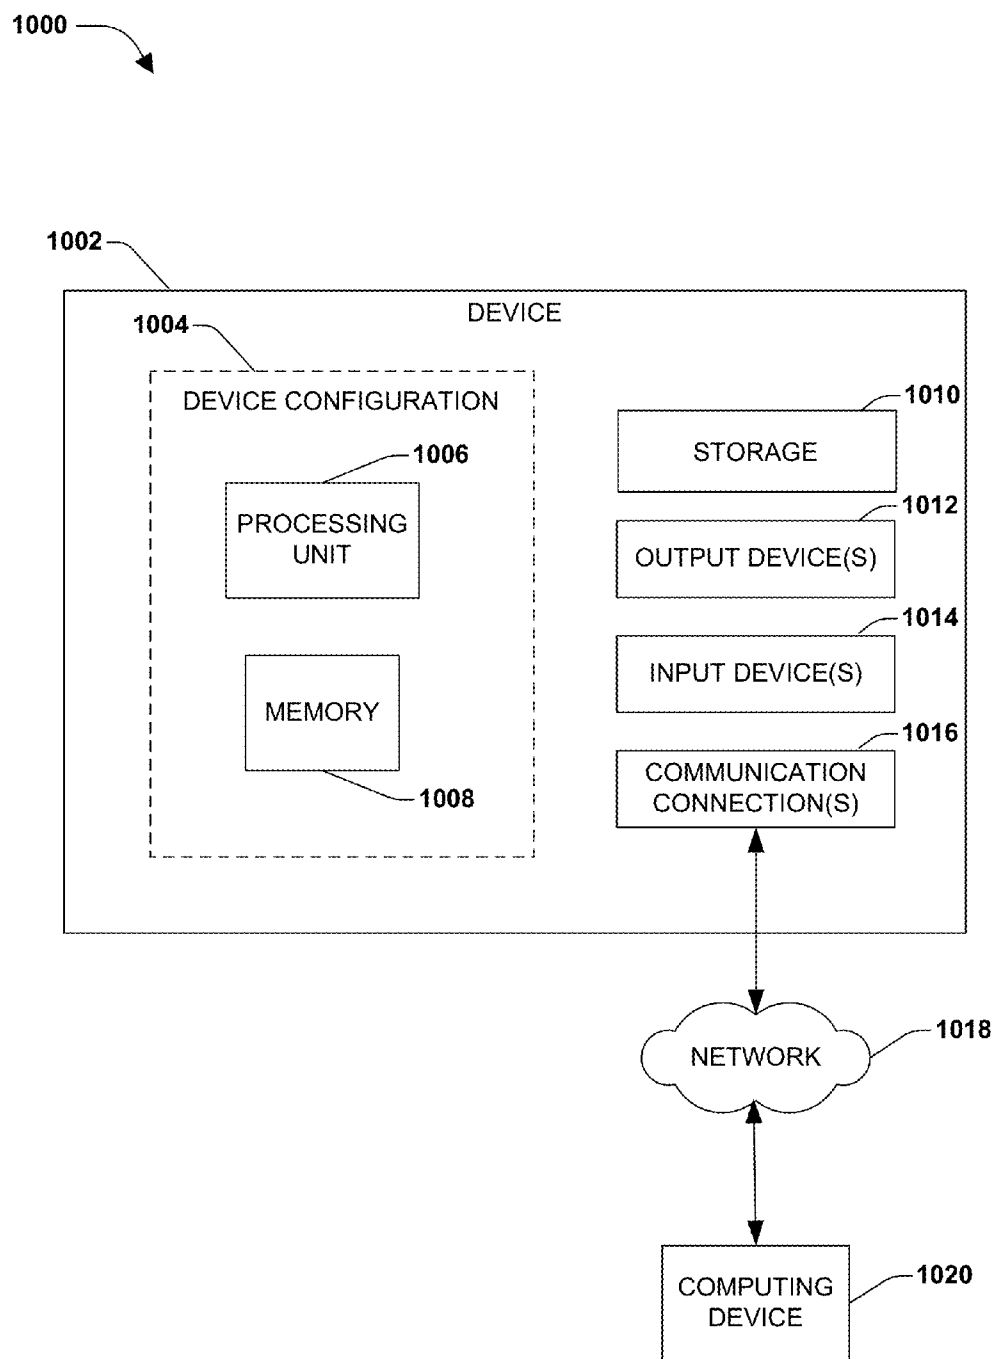 1000
1002
DEVICE
1004
DEVICE CONFIGURATION
1006
PROCESSING
UNIT
MEMORY
1008
1010
STORAGE
1012
OUTPUT DEVICE(S)
1014
INPUT DEVICE(S)
1016
COMMUNICATION
CONNECTION(S)
NETWORK
1018
COMPUTING
DEVICE
1020